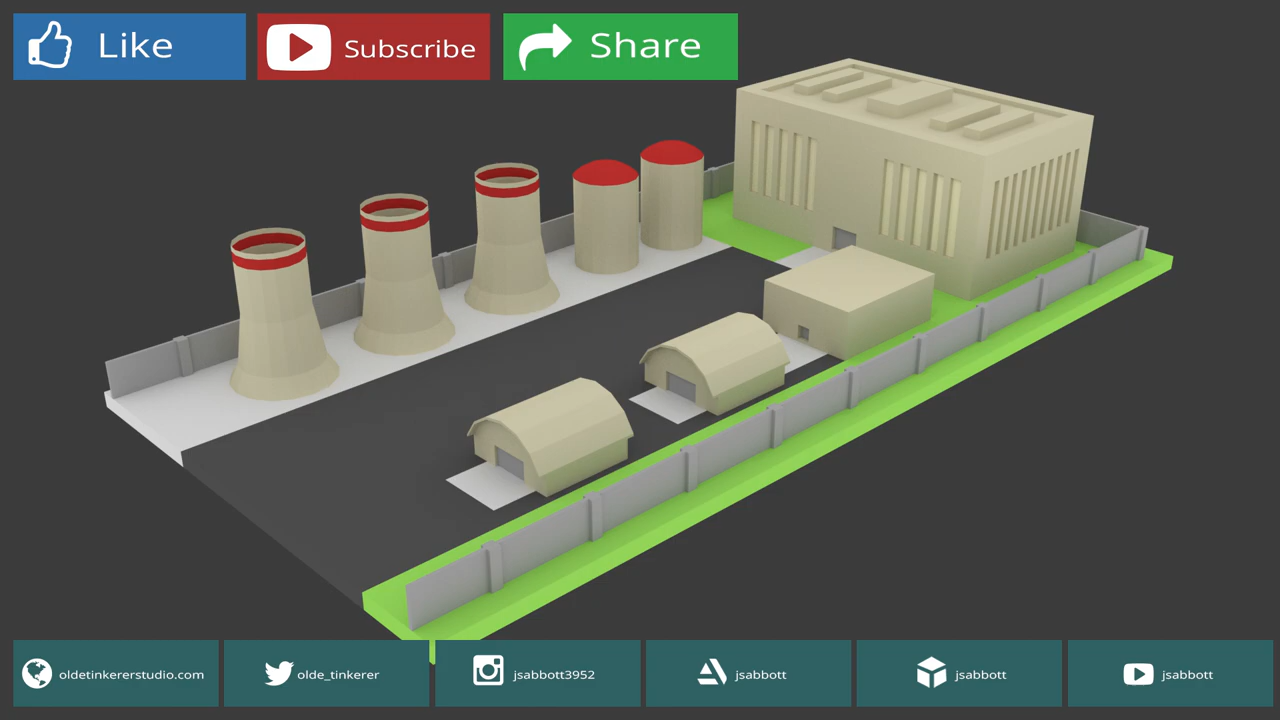 Like
Subscribe
Share
oldetinkererstudio.com
olde_tinkerer
jsabbott3952
jsabbott
jsabbott
jsabbott